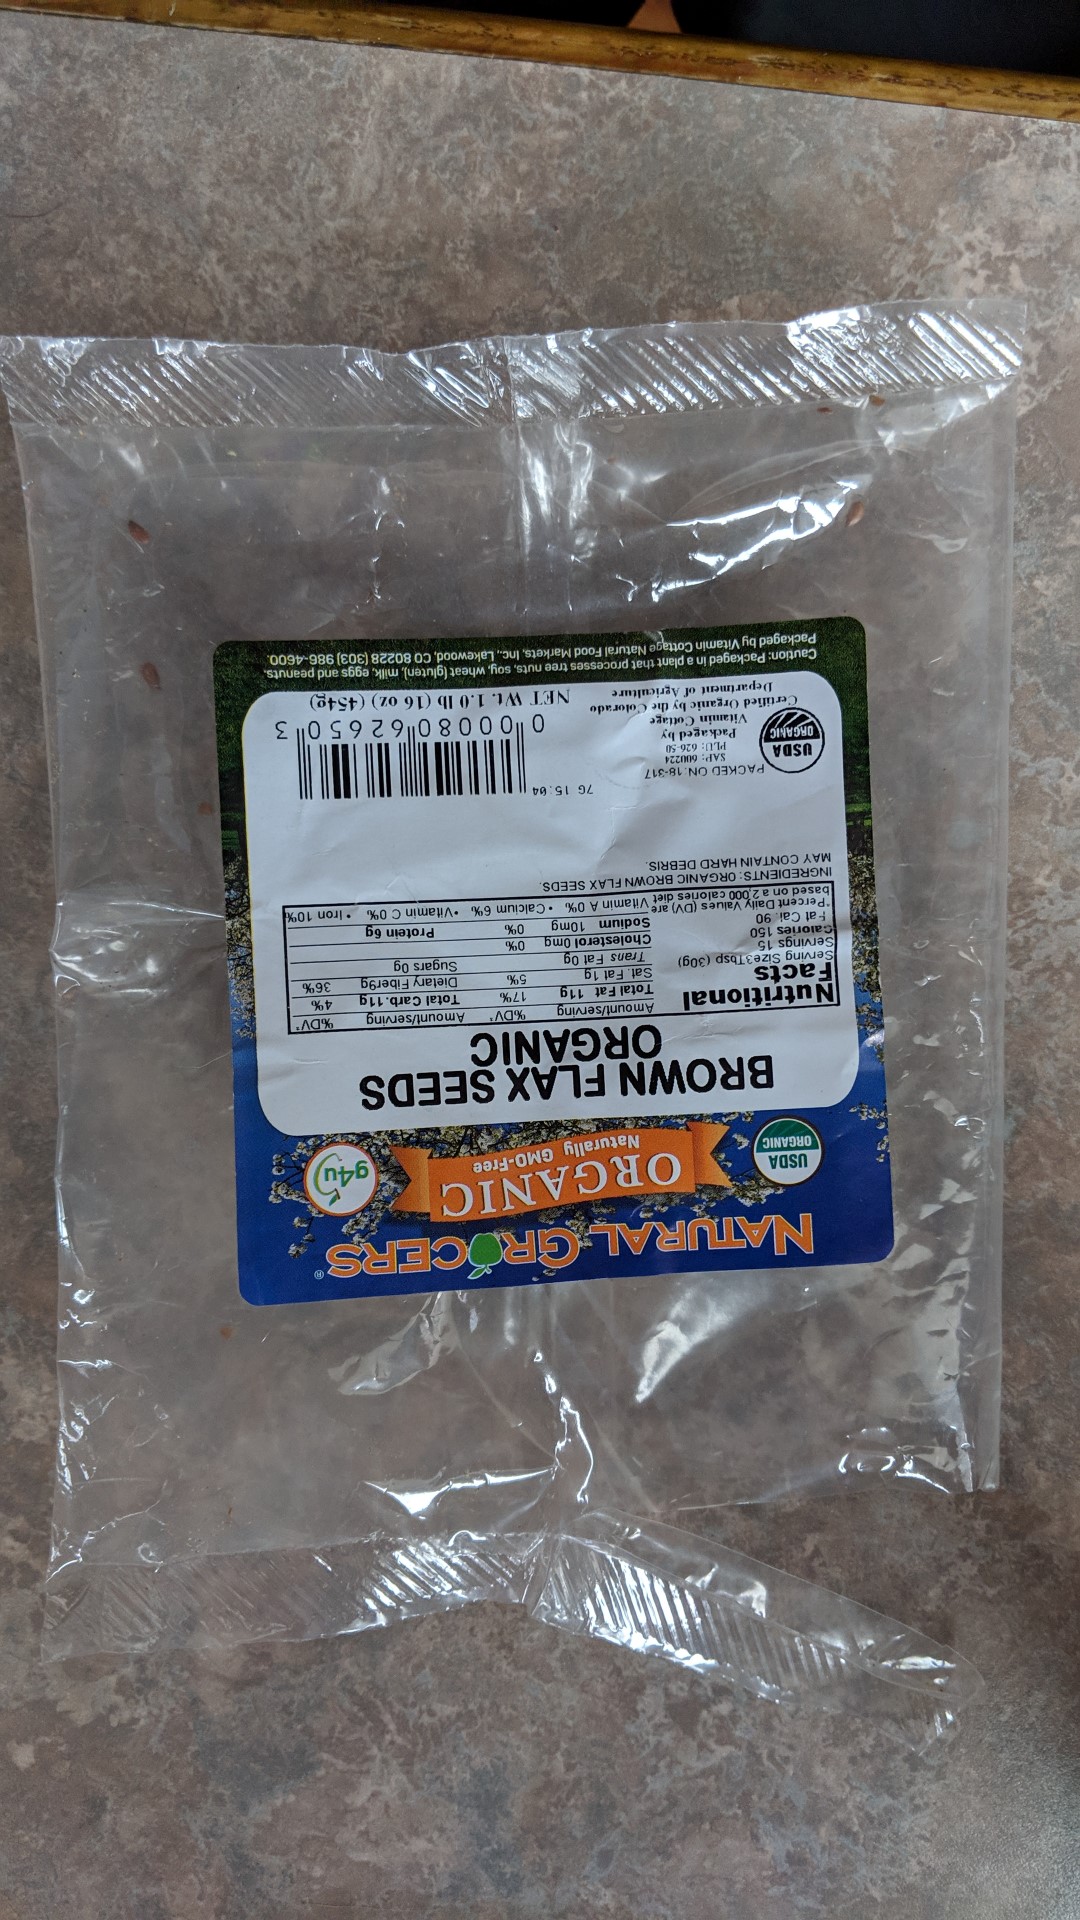 NATURAL GROCERS®
USDA
ORGANIC
ORGANIC
Naturally GMO-Free
g4u
BROWN FLAX SEEDS
ORGANIC
Nutritional
Facts
Serving Size3Tbsp (30g)
Servings 15
Calories 150
Fat Cal. 90
*Percent Daily Values (DV) are
based on a 2,000 calories diet
Amount/serving %DV* Amount/serving %DV*
Total Fat 11g 17% Total Carb.11g 4%
Sat. Fat 1g 5% Dietary Fiber9g 36%
Trans Fat 0g Sugars 0g
Cholesterol 0mg 0%
Sodium 10mg 0% Protein 6g
Vitamin A 0% • Calcium 6% •Vitamin C 0% • Iron 10%
INGREDIENTS: ORGANIC BROWN FLAX SEEDS.
MAY CONTAIN HARD DEBRIS.
PACKED ON:18-317
SAP: 600224
PLU: 626-50
Packaged by
Vitamin Cottage
Certified Organic by the Colorado
Department of Agriculture
USDA
ORGANIC
7G 15:04
0 00080 62650 3
NET Wt. 1.0 lb (16 oz) (454g)
Caution: Packaged in a plant that processes tree nuts, soy, wheat (gluten), milk, eggs and peanuts.
Packaged by Vitamin Cottage Natural Food Markets, Inc., Lakewood, CO 80228 (303) 986-4600.